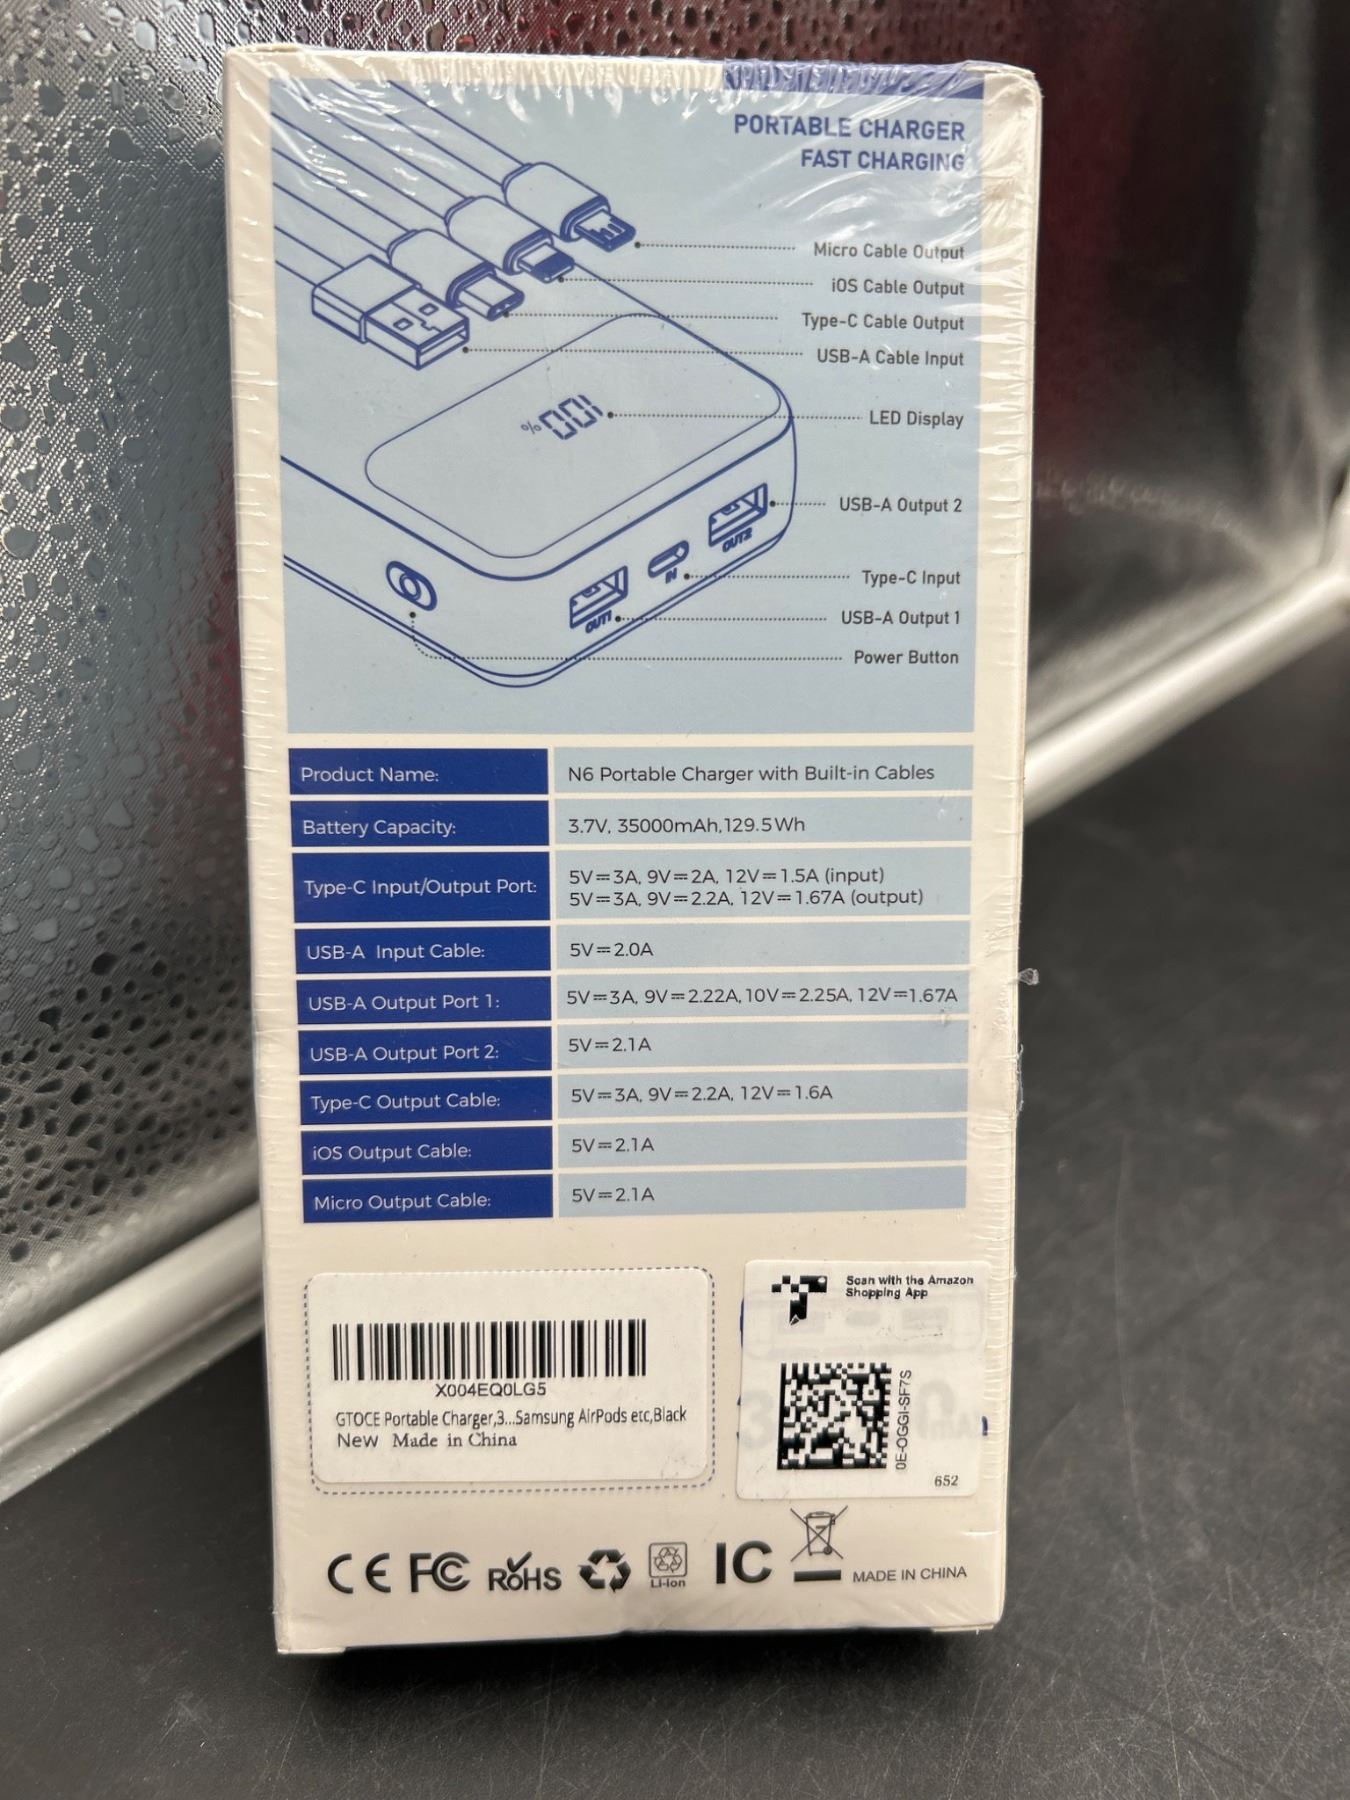 PORTABLE CHARGER
FAST CHARGING
Micro Cable Output
iOS Cable Output
Type-C Cable Output
USB-A Cable Input
100%
LED Display
USB-A Output 2
OUT2
Type-C Input
IN
USB-A Output 1
OUT1
Power Button
Product Name: N6 Portable Charger with Built-in Cables
Battery Capacity: 3.7V, 35000mAh,129.5Wh
Type-C Input/Output Port: 5V⎓3A, 9V⎓2A, 12V⎓1.5A (input)
5V⎓3A, 9V⎓2.2A, 12V⎓1.67A (output)
USB-A Input Cable: 5V⎓2.0A
USB-A Output Port 1: 5V⎓3A, 9V⎓2.22A, 10V⎓2.25A, 12V⎓1.67A
USB-A Output Port 2: 5V⎓2.1A
Type-C Output Cable: 5V⎓3A, 9V⎓2.2A, 12V⎓1.6A
iOS Output Cable: 5V⎓2.1A
Micro Output Cable: 5V⎓2.1A
X004EQ0LG5
GTOCE Portable Charger,3...Samsung AirPods etc,Black
New Made in China
Scan with the Amazon
Shopping App
0E-OGGI-SF7S
652
CE FC RoHS Li-ion IC MADE IN CHINA